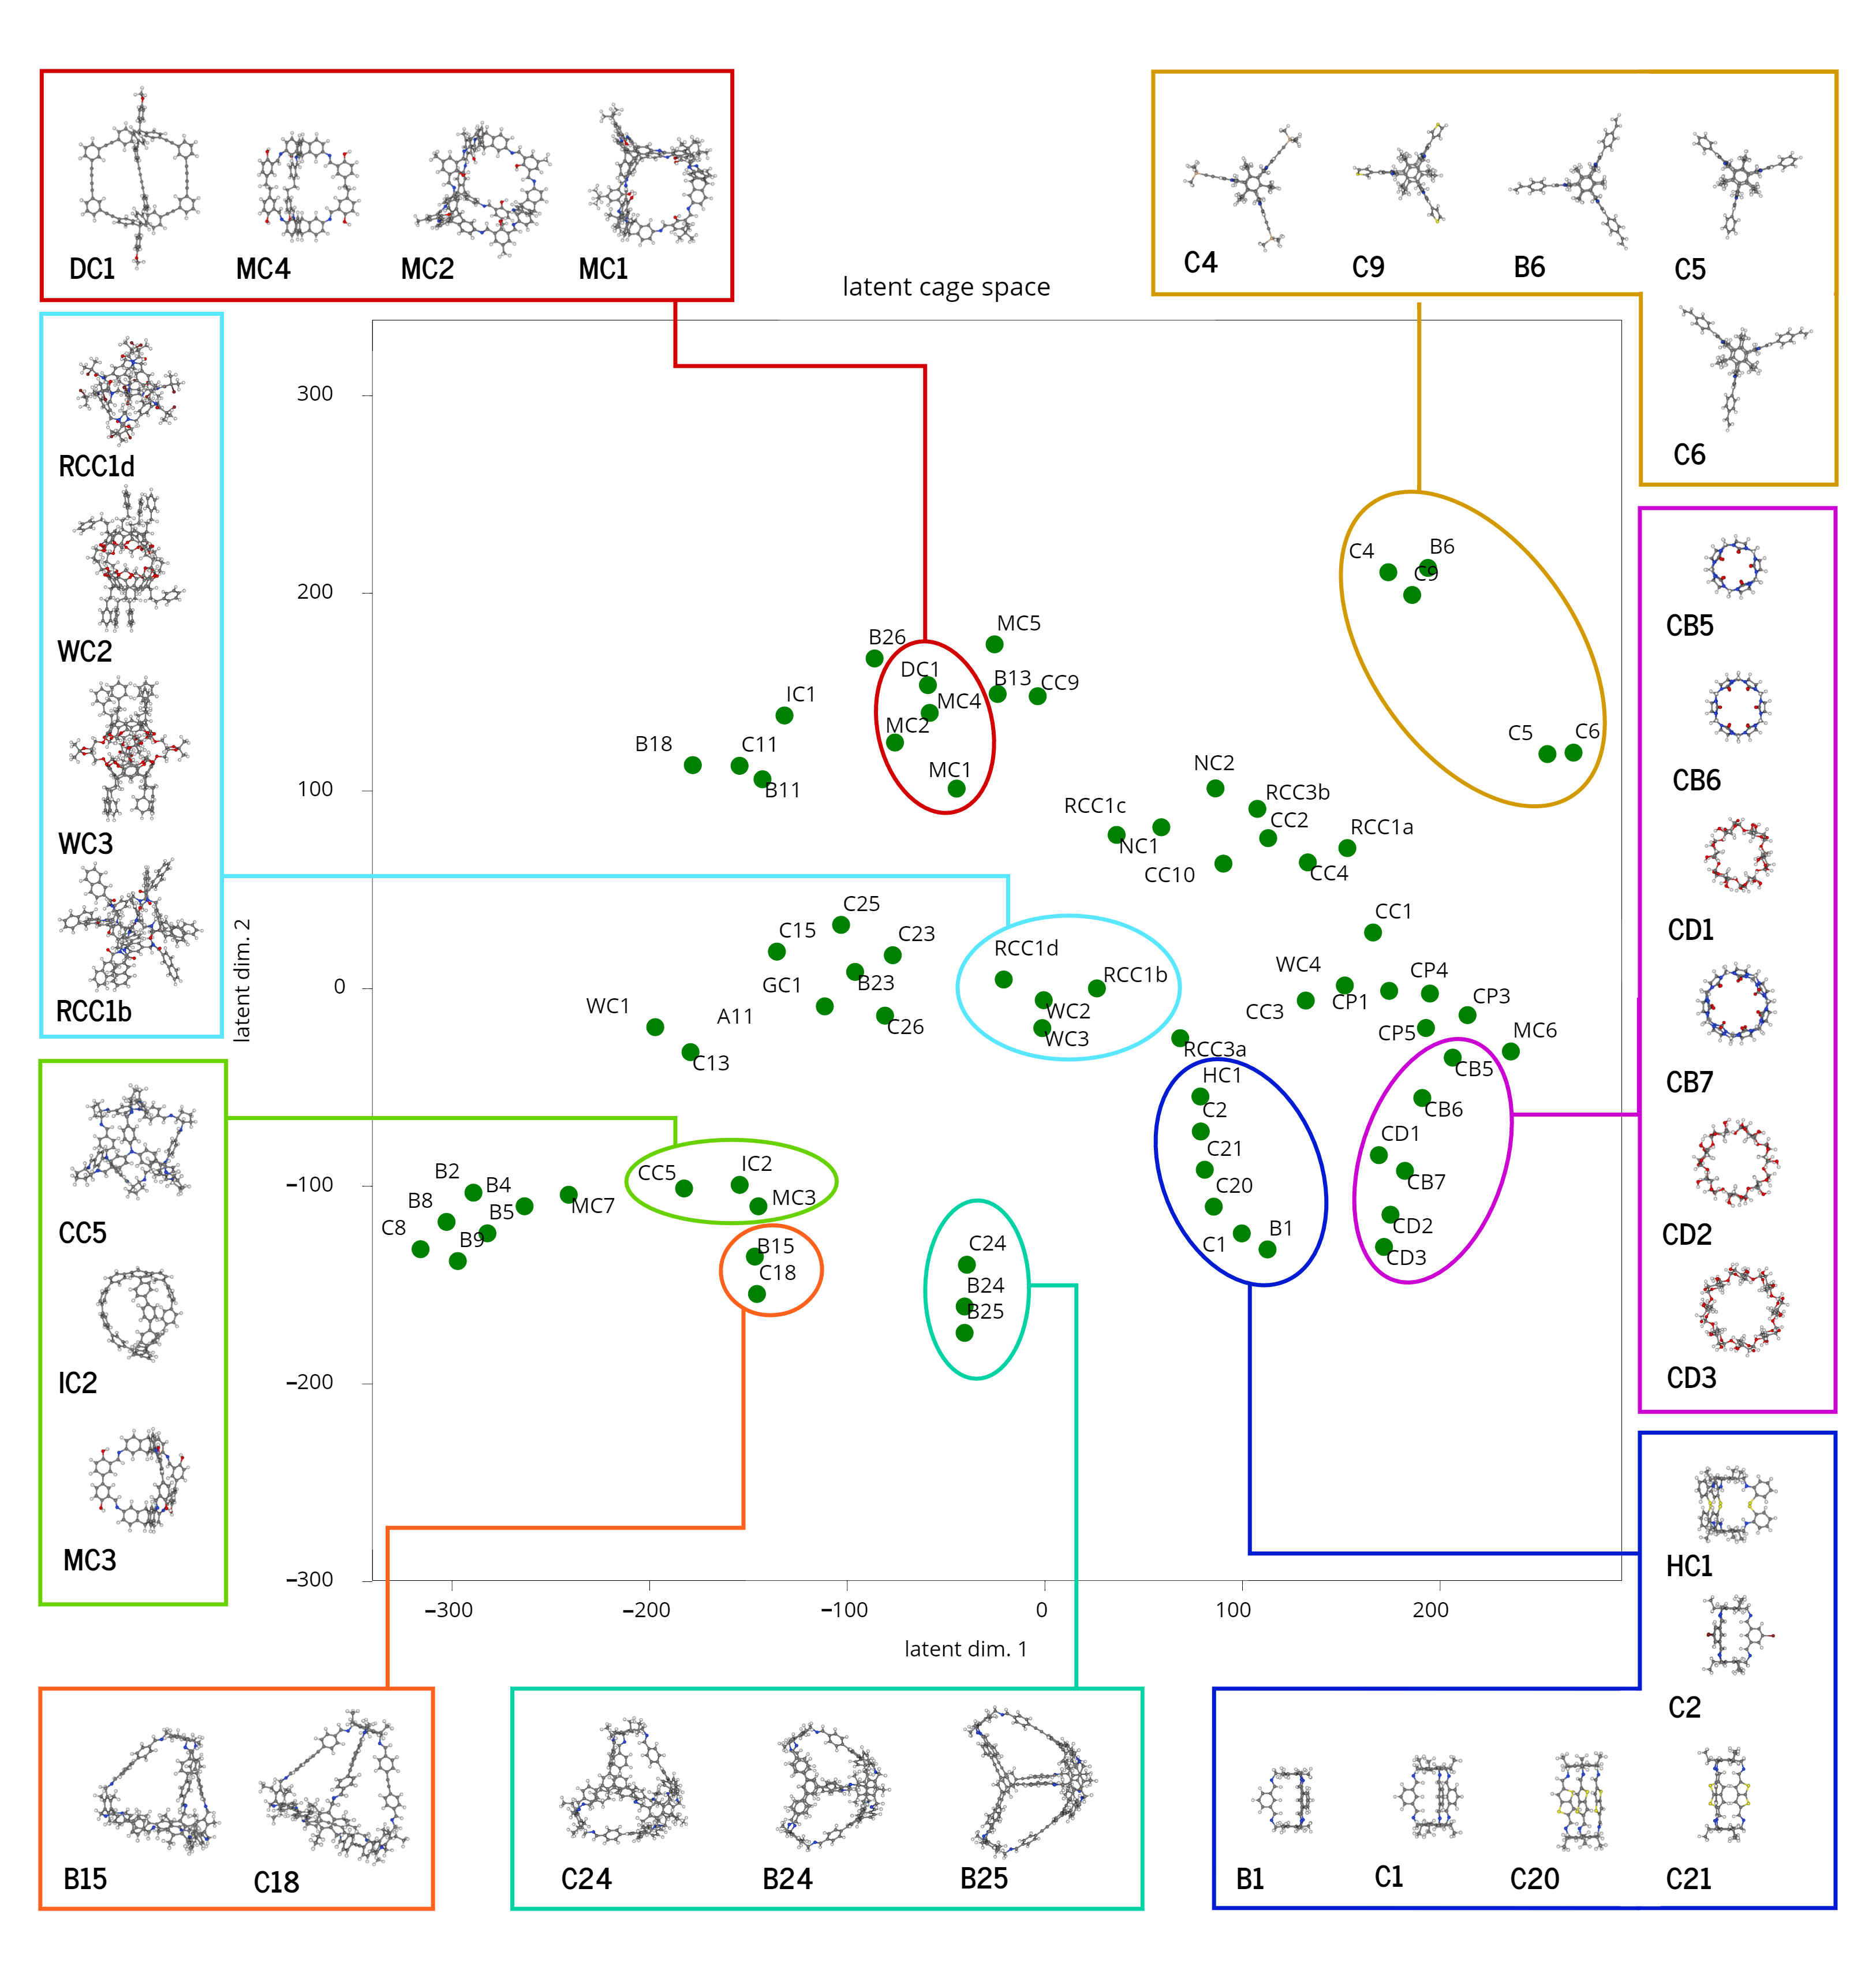 DC1 MC4 MC2 MC1
C4 C9 B6 C5
C6
latent cage space
RCC1d
WC2
WC3
RCC1b
CC5
IC2
MC3
CB5
CB6
CD1
CB7
CD2
CD3
HC1
C2
B1 C1 C20 C21
B15 C18
C24 B24 B25
latent dim. 2
300
200
100
0
−100
−200
−300
−300 −200 −100 0 100 200
latent dim. 1
C4 B6
C9
C5 C6
B26 MC5
DC1 B13 CC9
IC1 MC4
MC2
B18 C11
B11 MC1
NC2
RCC1c RCC3b
NC1 CC2 RCC1a
CC10 CC4
C25 CC1
C15 C23
RCC1d
GC1 B23 RCC1b WC4 CP4
WC1 A11 C26 WC2 CC3 CP1 CP3
WC3 CP5 MC6
C13 RCC3a
HC1 CB5
C2 CB6
C21 CD1
CC5 IC2 CB7
B2 B4 MC3 C20
B8 B5 MC7 CD2
C8 B9 C1 B1 CD3
B15 C24
C18 B24
B25